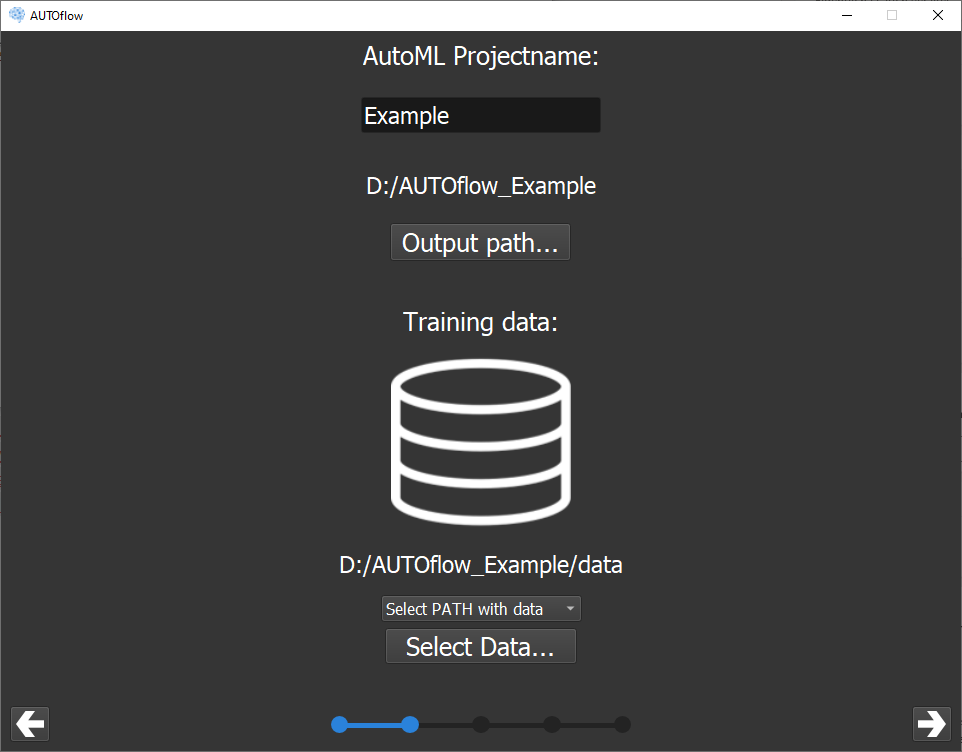 AUTOflow
AutoML Projectname:
Example
D:/AUTOflow_Example
Output path...
Training data:
D:/AUTOflow_Example/data
Select PATH with data
Select Data...